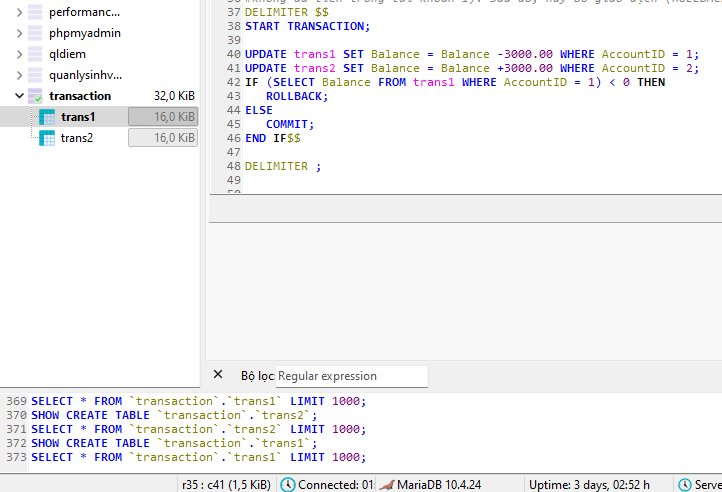 performanc...
phpmyadmin
qldiem
quanlysinhv...
transaction 32,0 KiB
trans1 16,0 KiB
trans2 16,0 KiB
37 DELIMITER $$
38 START TRANSACTION;
39
40 UPDATE trans1 SET Balance = Balance -3000.00 WHERE AccountID = 1;
41 UPDATE trans2 SET Balance = Balance +3000.00 WHERE AccountID = 2;
42 IF (SELECT Balance FROM trans1 WHERE AccountID = 1) < 0 THEN
43 ROLLBACK;
44 ELSE
45 COMMIT;
46 END IF$$
47
48 DELIMITER ;
49
Bộ lọc Regular expression
369 SELECT * FROM `transaction`.`trans1` LIMIT 1000;
370 SHOW CREATE TABLE `transaction`.`trans2`;
371 SELECT * FROM `transaction`.`trans2` LIMIT 1000;
372 SHOW CREATE TABLE `transaction`.`trans1`;
373 SELECT * FROM `transaction`.`trans1` LIMIT 1000;
r35 : c41 (1,5 KiB) Connected: 01: MariaDB 10.4.24 Uptime: 3 days, 02:52 h Serve